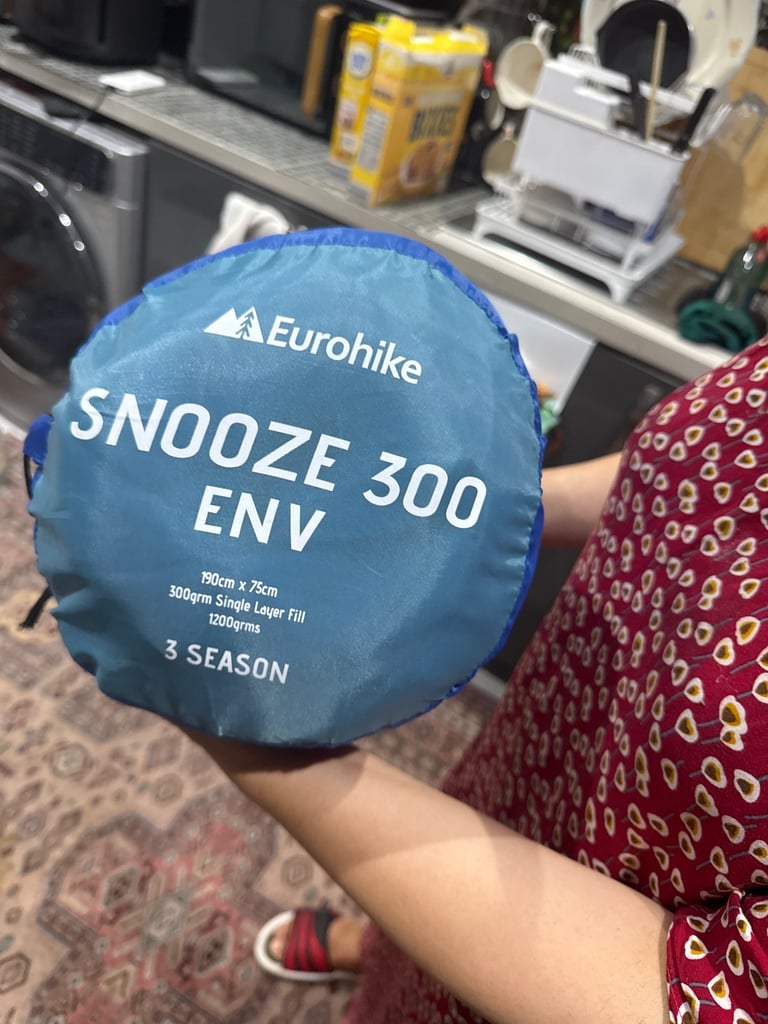 Eurohike
SNOOZE 300
ENV
190cm x 75cm
300grm Single Layer Fill
1200grms
3 SEASON